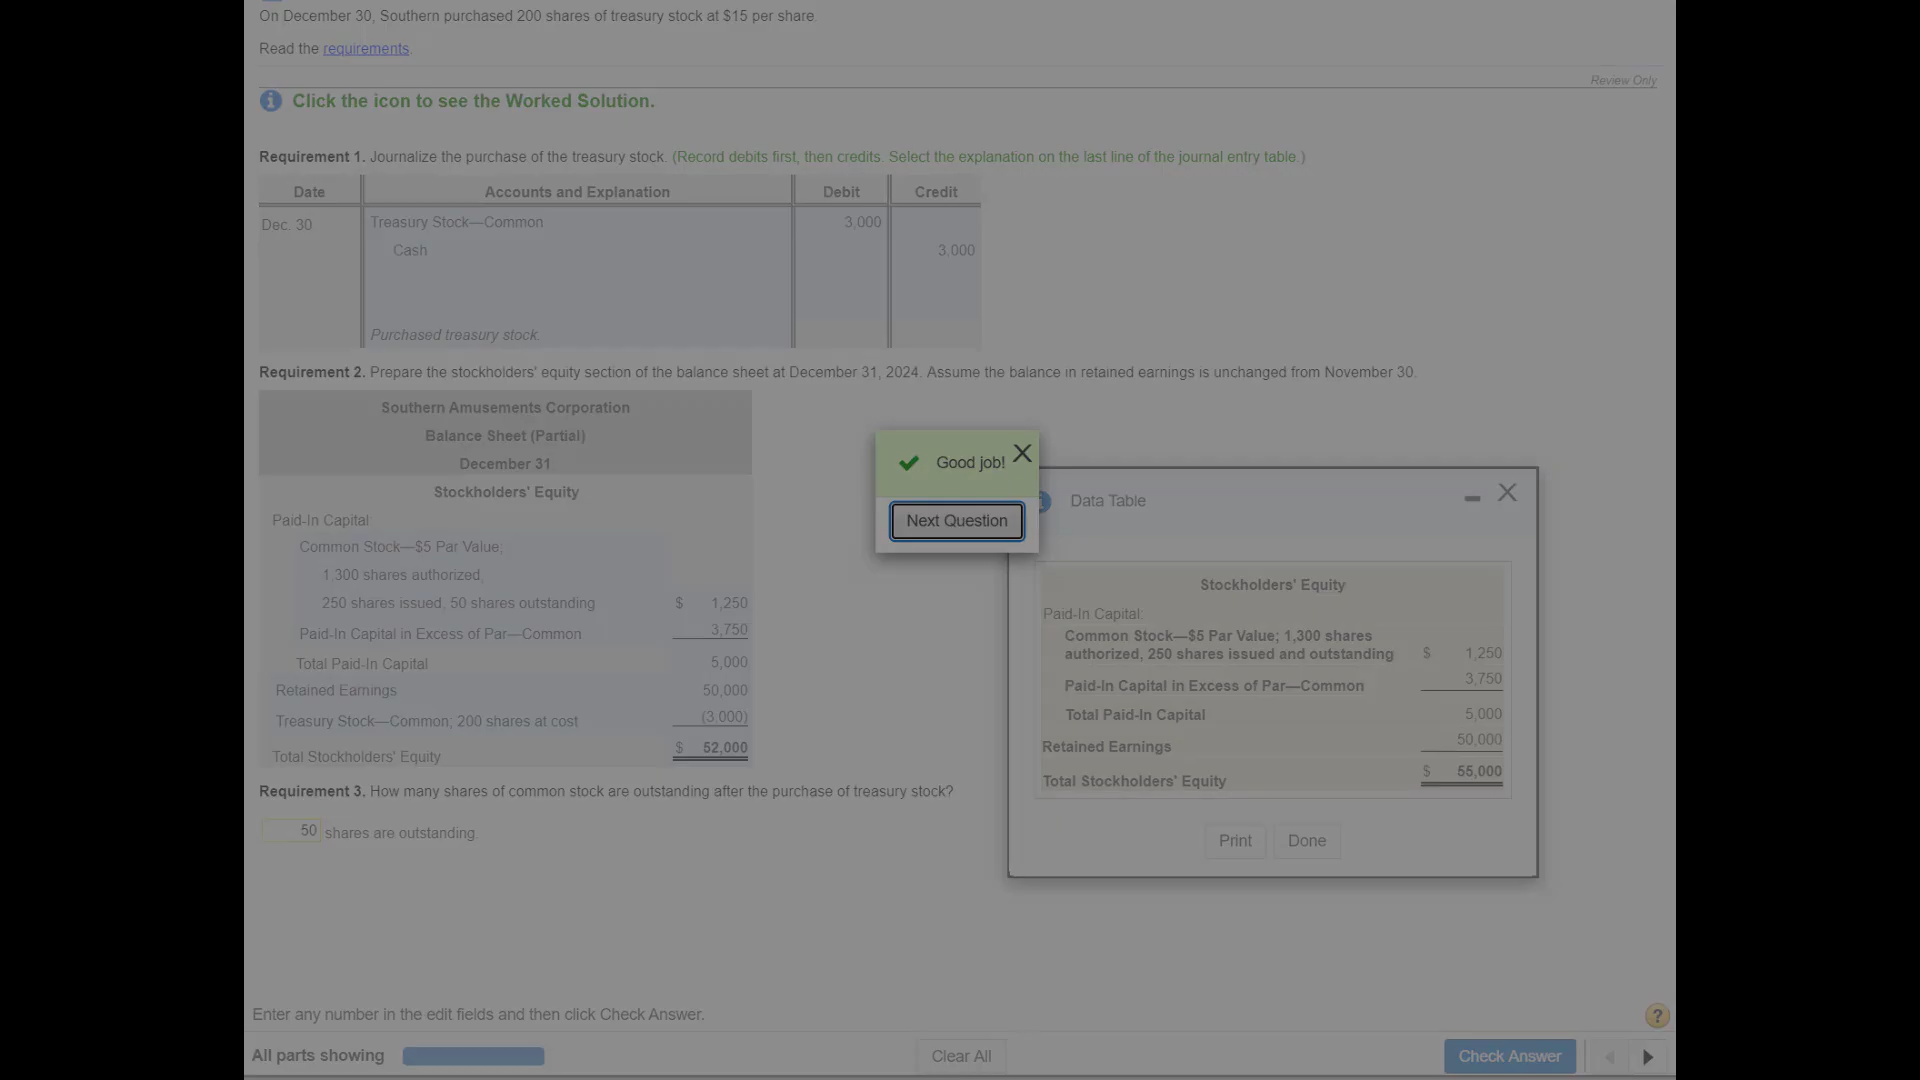 On December 30, Southern purchased 200 shares of treasury stock at $15 per share
Read the requirements.
Review Only
Click the icon to see the Worked Solution.
Requirement 1. Journalize the purchase of the treasury stock. (Record debits first, then credits. Select the explanation on the last line of the journal entry table.)
Date Accounts and Explanation Debit Credit
Dec. 30 Treasury Stock—Common 3,000
Cash 3,000
Purchased treasury stock.
Requirement 2. Prepare the stockholders' equity section of the balance sheet at December 31, 2024. Assume the balance in retained earnings is unchanged from November 30.
Southern Amusements Corporation
Balance Sheet (Partial)
December 31
Stockholders' Equity
Paid-In Capital
Common Stock—$5 Par Value;
1,300 shares authorized,
250 shares issued, 50 shares outstanding $ 1,250
Paid-In Capital in Excess of Par—Common 3,750
Total Paid-In Capital 5,000
Retained Earnings 50,000
Treasury Stock—Common; 200 shares at cost (3,000)
Total Stockholders' Equity $ 52,000
Good job!
Next Question
Data Table
Stockholders' Equity
Paid-In Capital:
Common Stock—$5 Par Value; 1,300 shares
authorized, 250 shares issued and outstanding $ 1,250
Paid-In Capital in Excess of Par—Common 3,750
Total Paid-In Capital 5,000
Retained Earnings 50,000
Total Stockholders' Equity $ 55,000
Print Done
Requirement 3. How many shares of common stock are outstanding after the purchase of treasury stock?
50 shares are outstanding.
Enter any number in the edit fields and then click Check Answer.
?
All parts showing Clear All Check Answer